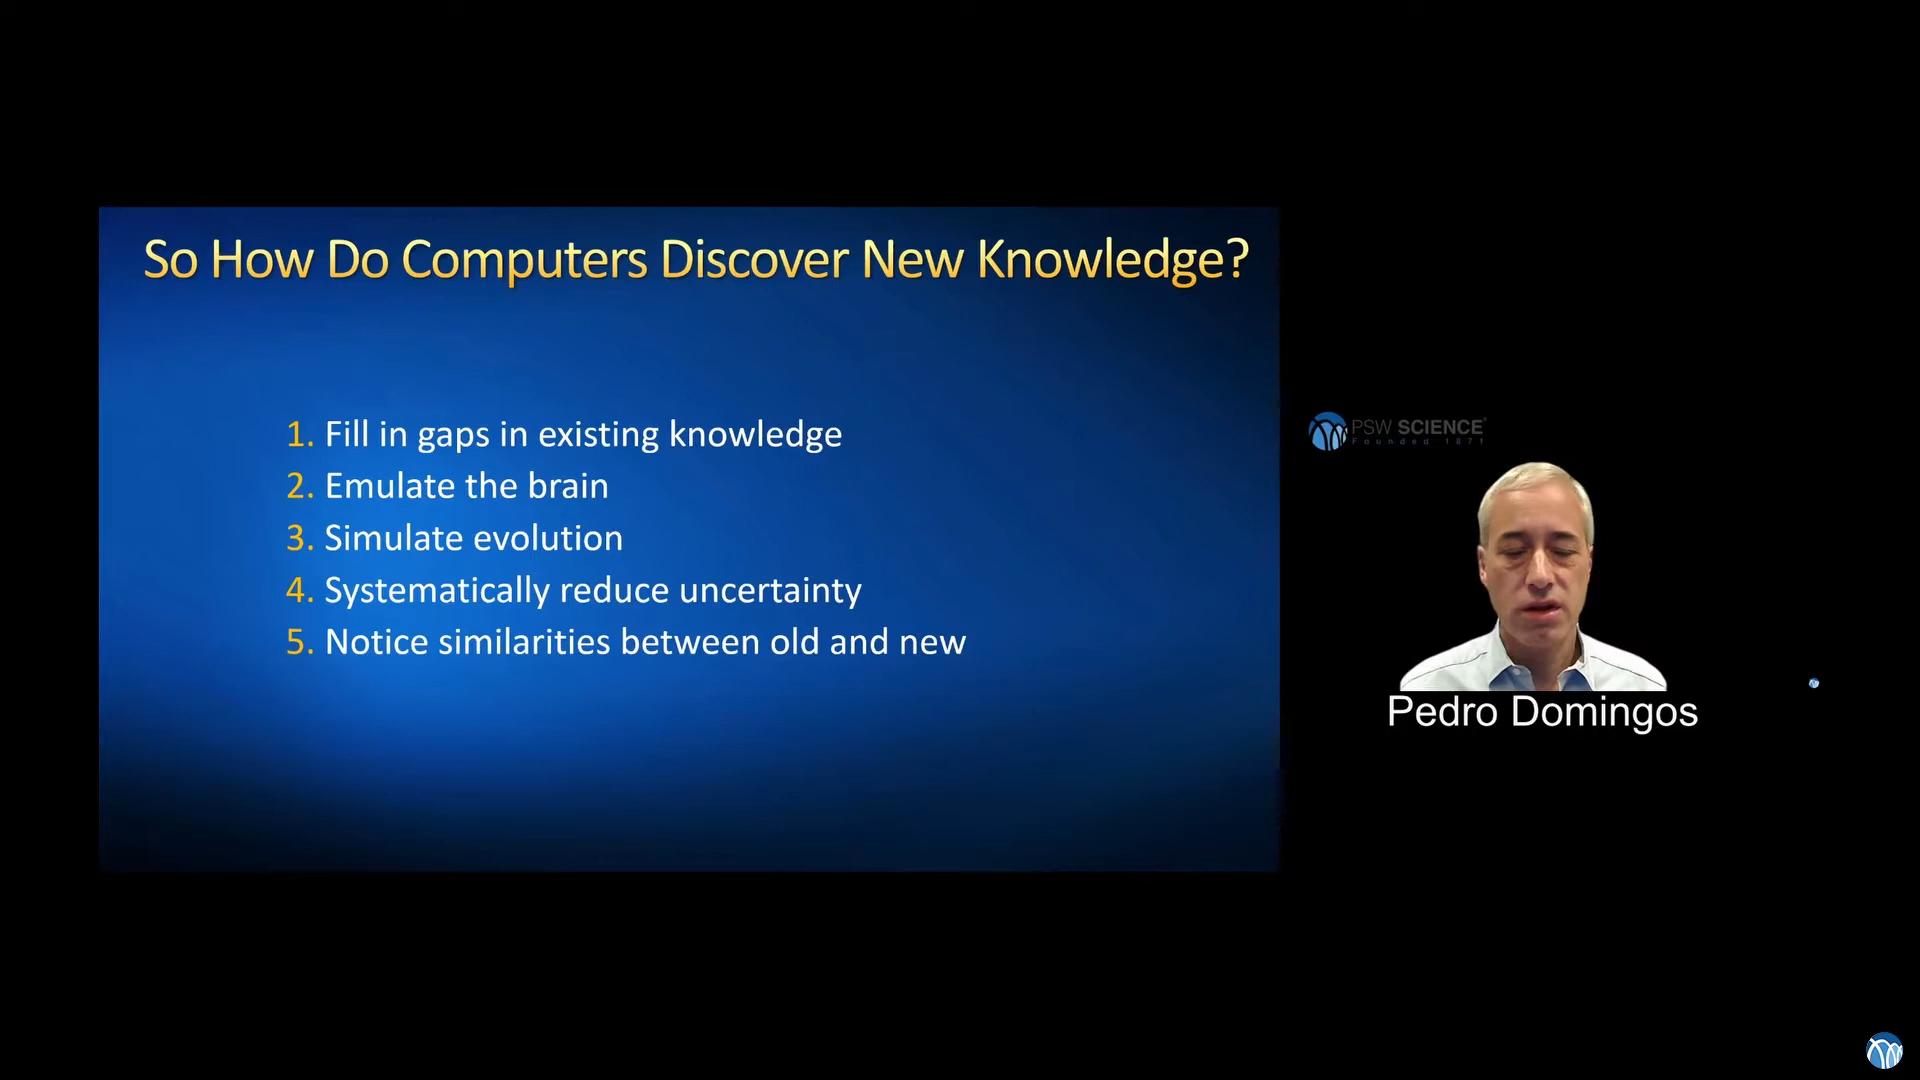 So How Do Computers Discover New Knowledge?
1. Fill in gaps in existing knowledge
2. Emulate the brain
3. Simulate evolution
4. Systematically reduce uncertainty
5. Notice similarities between old and new
PSW SCIENCE
Founded 1871
Pedro Domingos